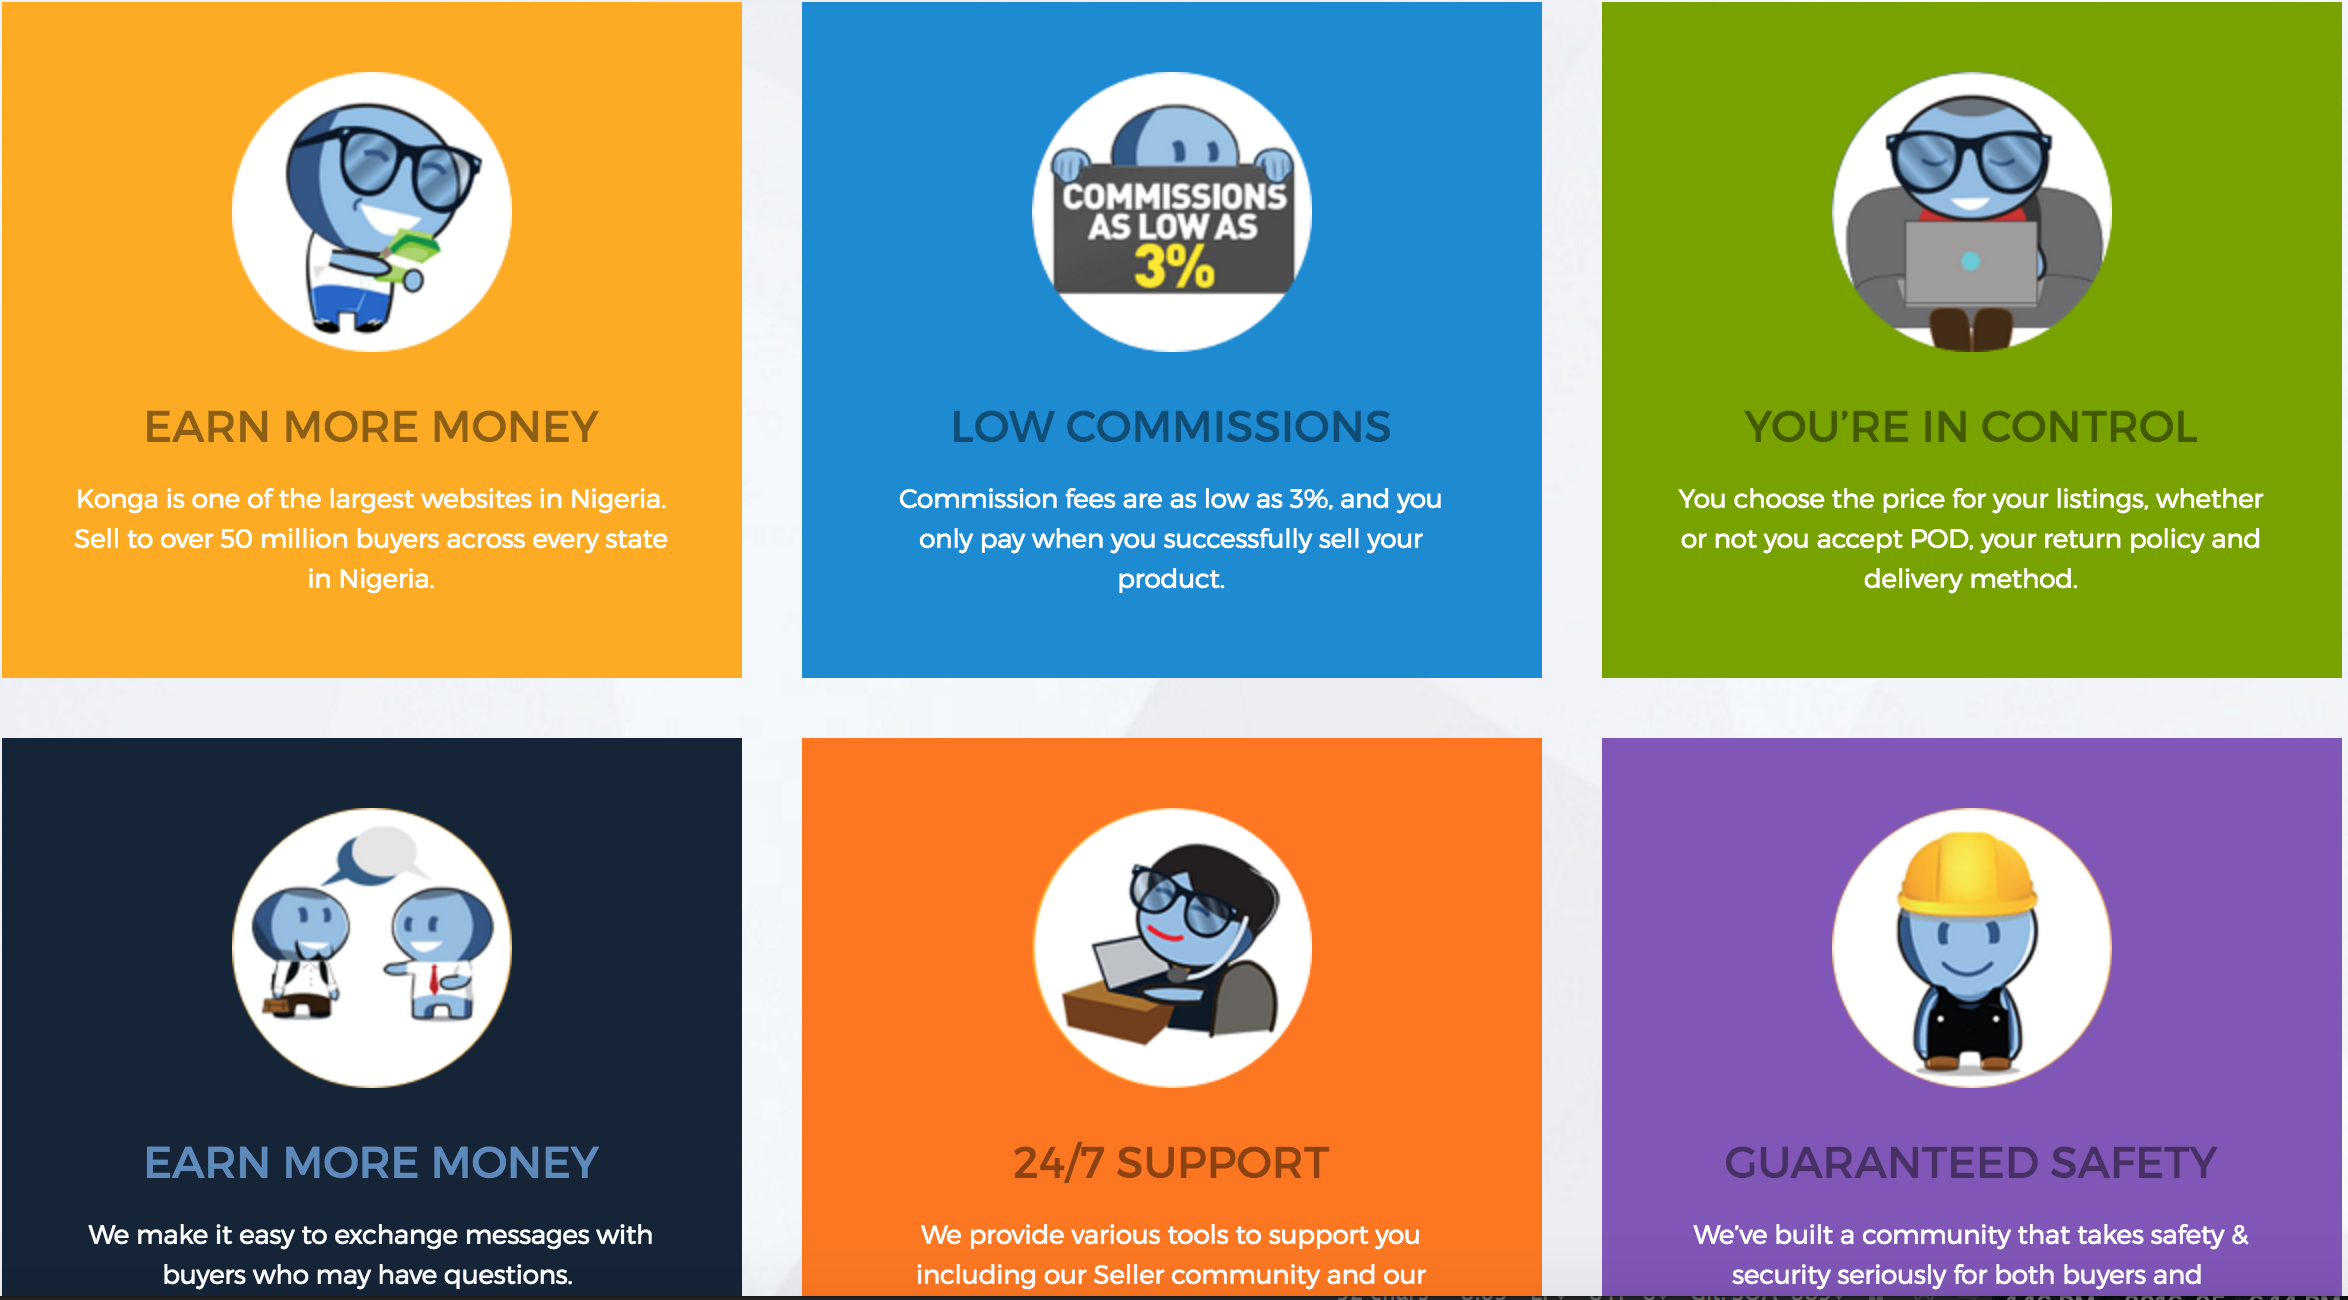 COMMISSIONS
AS LOW AS
3%
EARN MORE MONEY
Konga is one of the largest websites in Nigeria.
Sell to over 50 million buyers across every state
in Nigeria.
LOW COMMISSIONS
Commission fees are as low as 3%, and you
only pay when you successfully sell your
product.
YOU’RE IN CONTROL
You choose the price for your listings, whether
or not you accept POD, your return policy and
delivery method.
EARN MORE MONEY
We make it easy to exchange messages with
buyers who may have questions.
24/7 SUPPORT
We provide various tools to support you
including our Seller community and our
GUARANTEED SAFETY
We’ve built a community that takes safety &
security seriously for both buyers and